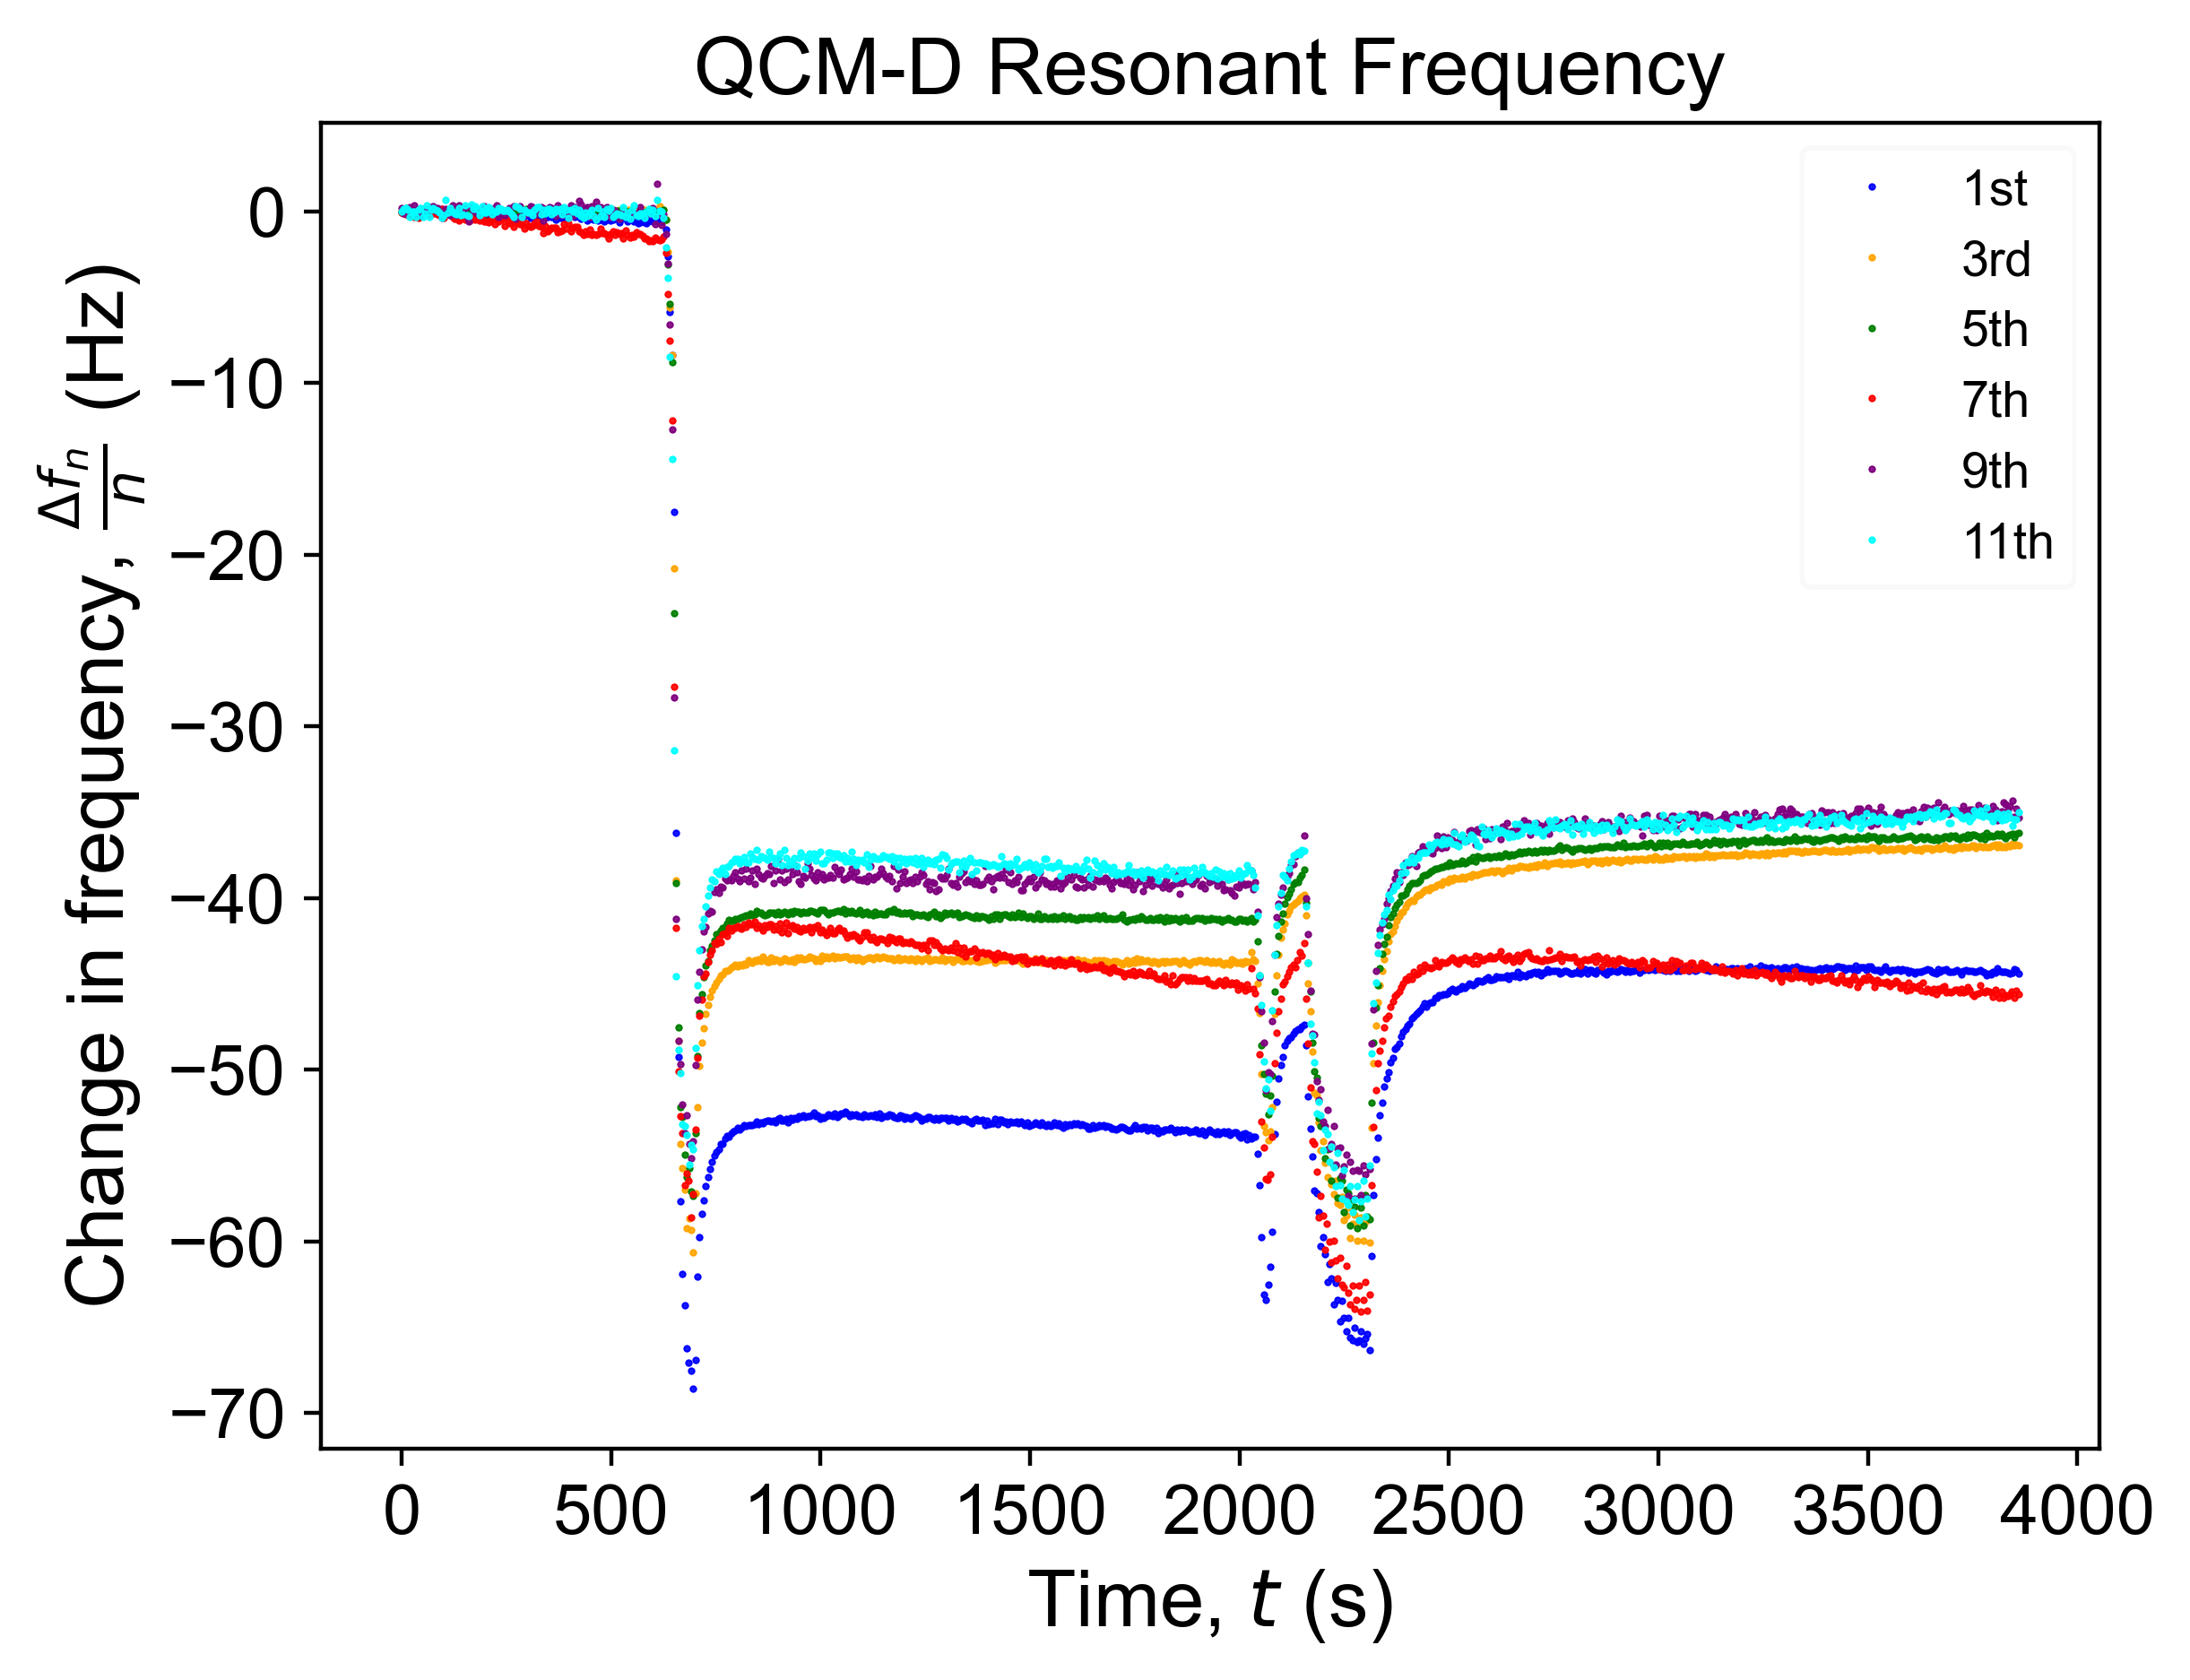 QCM-D Resonant Frequency
Change in frequency, Δfn/n (Hz)
0
−10
−20
−30
−40
−50
−60
−70
1st
3rd
5th
7th
9th
11th
0 500 1000 1500 2000 2500 3000 3500 4000
Time, t (s)